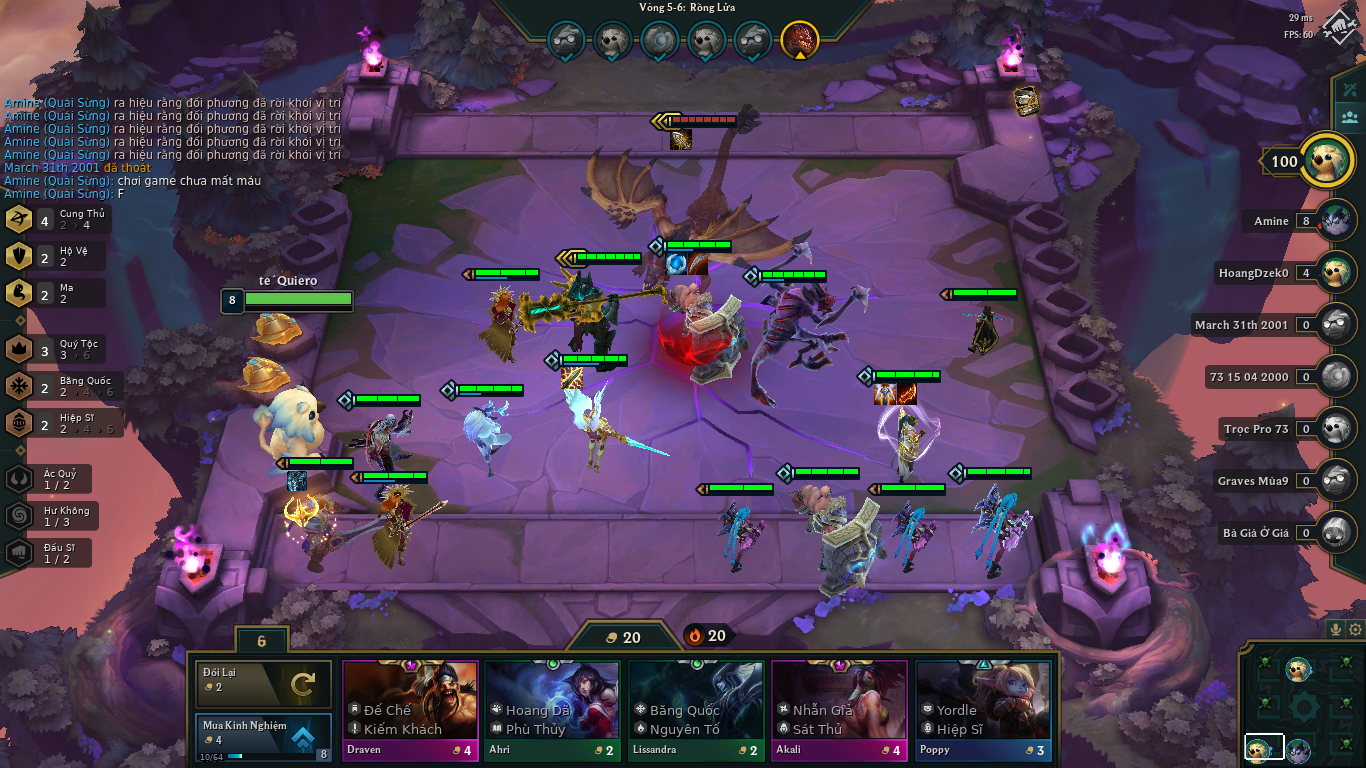 Vòng 5-6: Rồng Lửa
29 ms
FPS: 60
Amine (Quái Sừng) ra hiệu rằng đối phương đã rời khỏi vị trí
Amine (Quái Sừng) ra hiệu rằng đối phương đã rời khỏi vị trí
Amine (Quái Sừng) ra hiệu rằng đối phương đã rời khỏi vị trí
Amine (Quái Sừng) ra hiệu rằng đối phương đã rời khỏi vị trí
Amine (Quái Sừng) ra hiệu rằng đối phương đã rời khỏi vị trí
March 31th 2001 đã thoát
Amine (Quái Sừng): chơi game chưa mất máu
Amine (Quái Sừng): F
4 Cung Thủ
2 › 4
2 Hộ Vệ
2
2 Ma
2
3 Quý Tộc
3 › 6
2 Băng Quốc
2 › 4 › 6
2 Hiệp Sĩ
2 › 4 › 6
Ác Quỷ
1 / 2
Hư Không
1 / 3
Đấu Sĩ
1 / 2
te´Quiero
8
100
Amine 8
HoangDzek0 4
March 31th 2001 0
73 15 04 2000 0
Trọc Pro 73 0
Graves Mùa9 0
Bà Già Ở Giá 0
6
20
20
Đổi Lại
2
Mua Kinh Nghiệm
4
10/64
8
Đế Chế
Kiếm Khách
Draven 4
Hoang Dã
Phù Thủy
Ahri 2
Băng Quốc
Nguyên Tố
Lissandra 2
Nhẫn Giả
Sát Thủ
Akali 4
Yordle
Hiệp Sĩ
Poppy 3